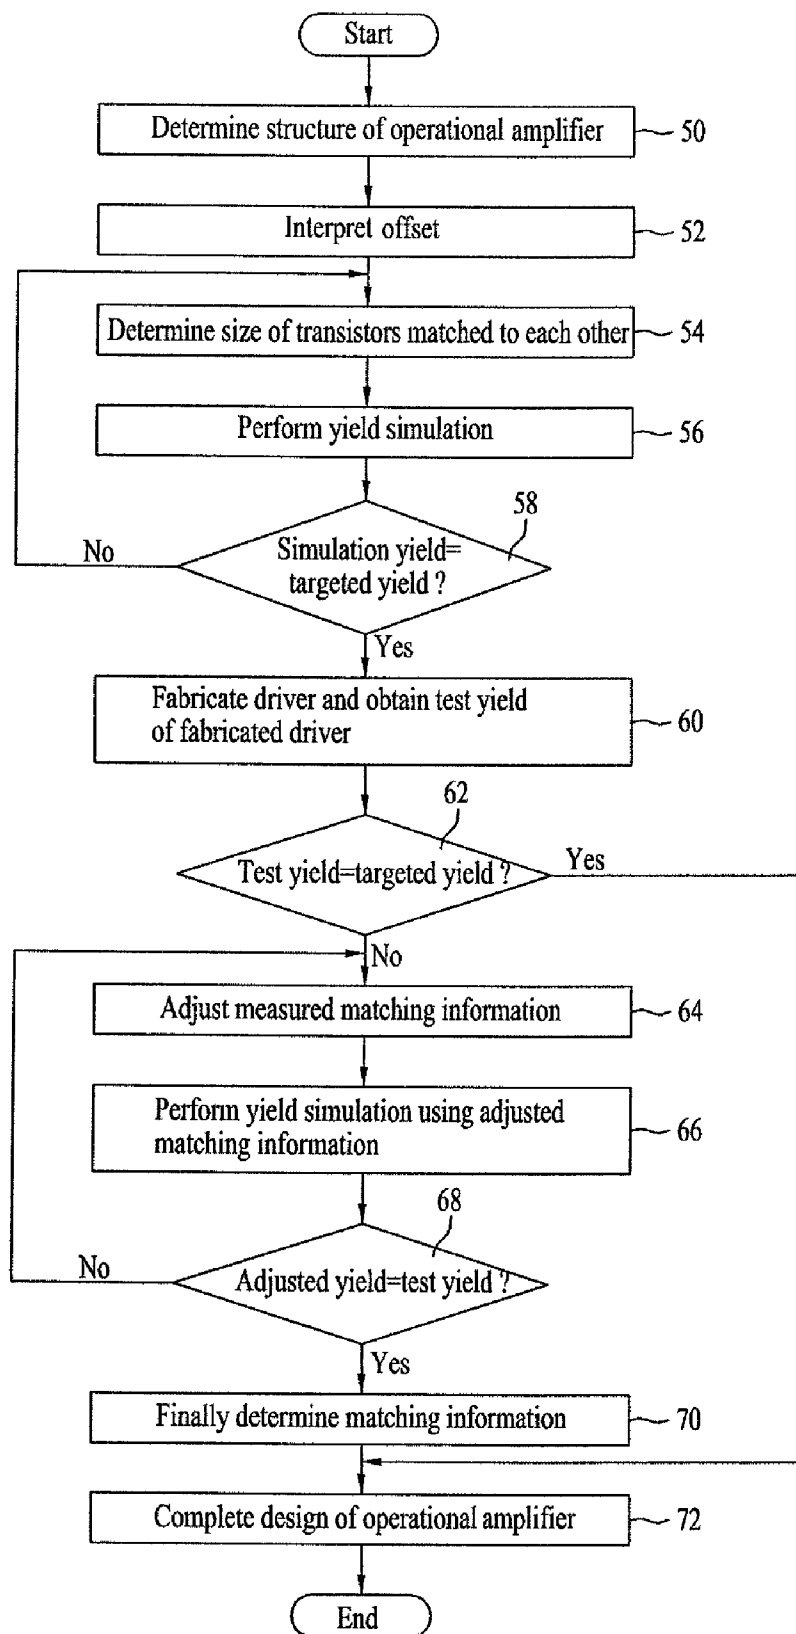 Start
Determine structure of operational amplifier
50
Interpret offset
52
Determine size of transistors matched to each other
54
Perform yield simulation
56
58
Simulation yield=
targeted yield ?
No
Yes
Fabricate driver and obtain test yield
of fabricated driver
60
62
Test yield=targeted yield ?
Yes
No
Adjust measured matching information
64
Perform yield simulation using adjusted
matching information
66
68
Adjusted yield=test yield ?
No
Yes
Finally determine matching information
70
Complete design of operational amplifier
72
End